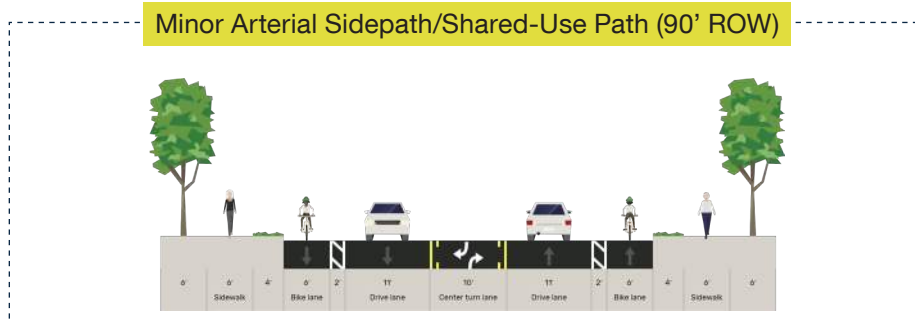 Minor Arterial Sidepath/Shared-Use Path (90’ ROW)
6' 6' 4' 6' 2' 11' 10' 11' 2' 6' 4' 6' 6'
Sidewalk Bike lane Drive lane Center turn lane Drive lane Bike lane Sidewalk